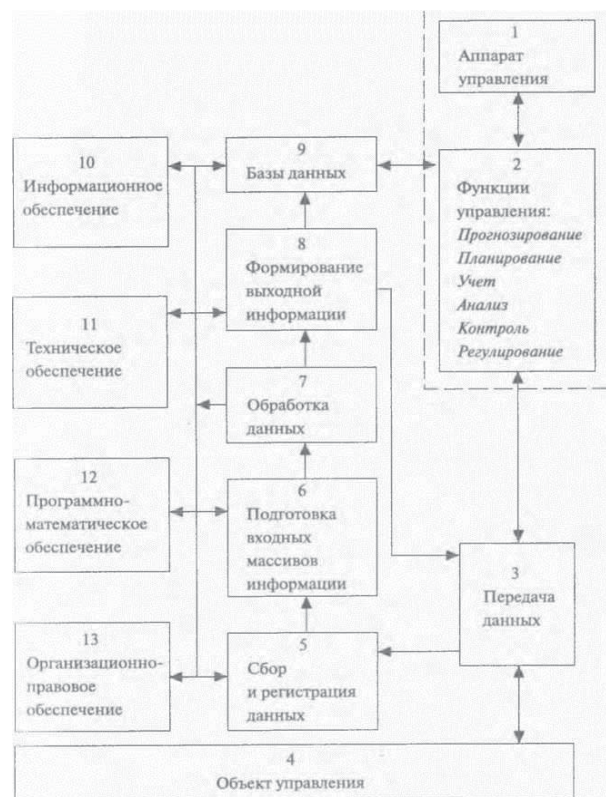 1
Аппарат
управления
2
Функции
управления:
Прогнозирование
Планирование
Учет
Анализ
Контроль
Регулирование
10
Информационное
обеспечение
9
Базы данных
8
Формирование
выходной
информации
11
Техническое
обеспечение
7
Обработка
данных
12
Программно-
математическое
обеспечение
6
Подготовка
входных
массивов
информации
3
Передача
данных
13
Организационно-
правовое
обеспечение
5
Сбор
и регистрация
данных
4
Объект управления